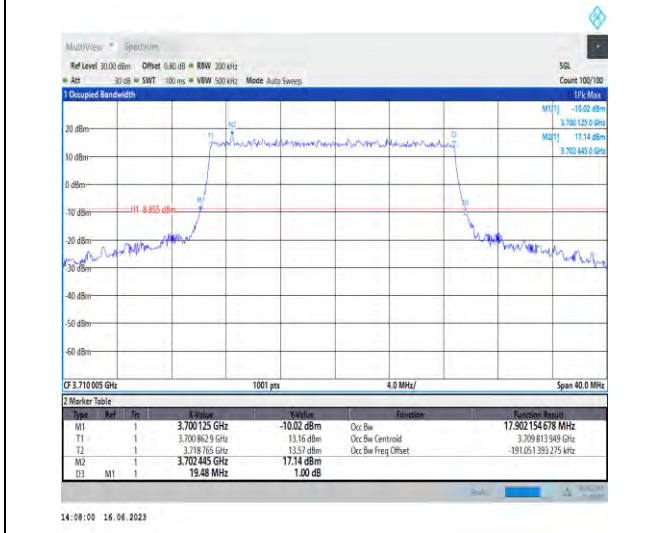 MultiView Spectrum
Ref Level 30.00 dBm Offset 0.80 dB RBW 200 kHz SGL
Att 30 dB SWT 100 ms VBW 500 kHz Mode Auto Sweep Count 100/100
1 Occupied Bandwidth 1Pk Max
M1[1] -10.02 dBm
3.700 125 0 GHz
M2[1] 17.14 dBm
3.702 445 0 GHz
20 dBm
10 dBm
0 dBm
-10 dBm
-20 dBm
-30 dBm
-40 dBm
-50 dBm
-60 dBm
M2
T1
M1
H1 -8.855 dBm
CF 3.710 005 GHz 1001 pts 4.0 MHz/ Span 40.0 MHz
2 Marker Table
Type Ref Trc X-Value Y-Value Function Function Result
M1 1 3.700125 GHz -10.02 dBm Occ Bw 17.902 154 678 MHz
T1 1 3.700 862 9 GHz 13.16 dBm Occ Bw Centroid 3.709 813 949 GHz
T2 1 3.718 765 GHz 13.57 dBm Occ Bw Freq Offset -191.051 393 275 kHz
M2 1 3.702 445 GHz 17.14 dBm
D3 M1 1 19.48 MHz 1.00 dB
14:08:00 16.06.2023